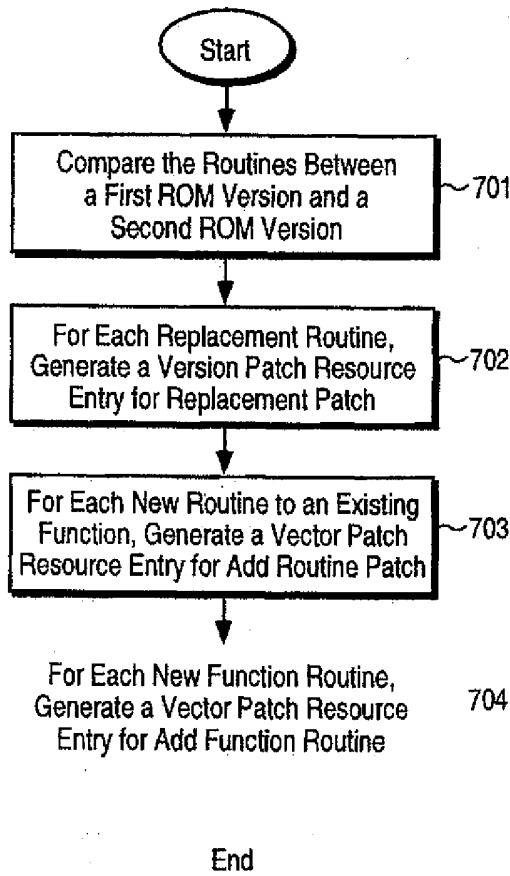 Start
Compare the Routines Between
a First ROM Version and a
Second ROM Version
701
For Each Replacement Routine,
Generate a Version Patch Resource
Entry for Replacement Patch
702
For Each New Routine to an Existing
Function, Generate a Vector Patch
Resource Entry for Add Routine Patch
703
For Each New Function Routine,
Generate a Vector Patch Resource
Entry for Add Function Routine
704
End